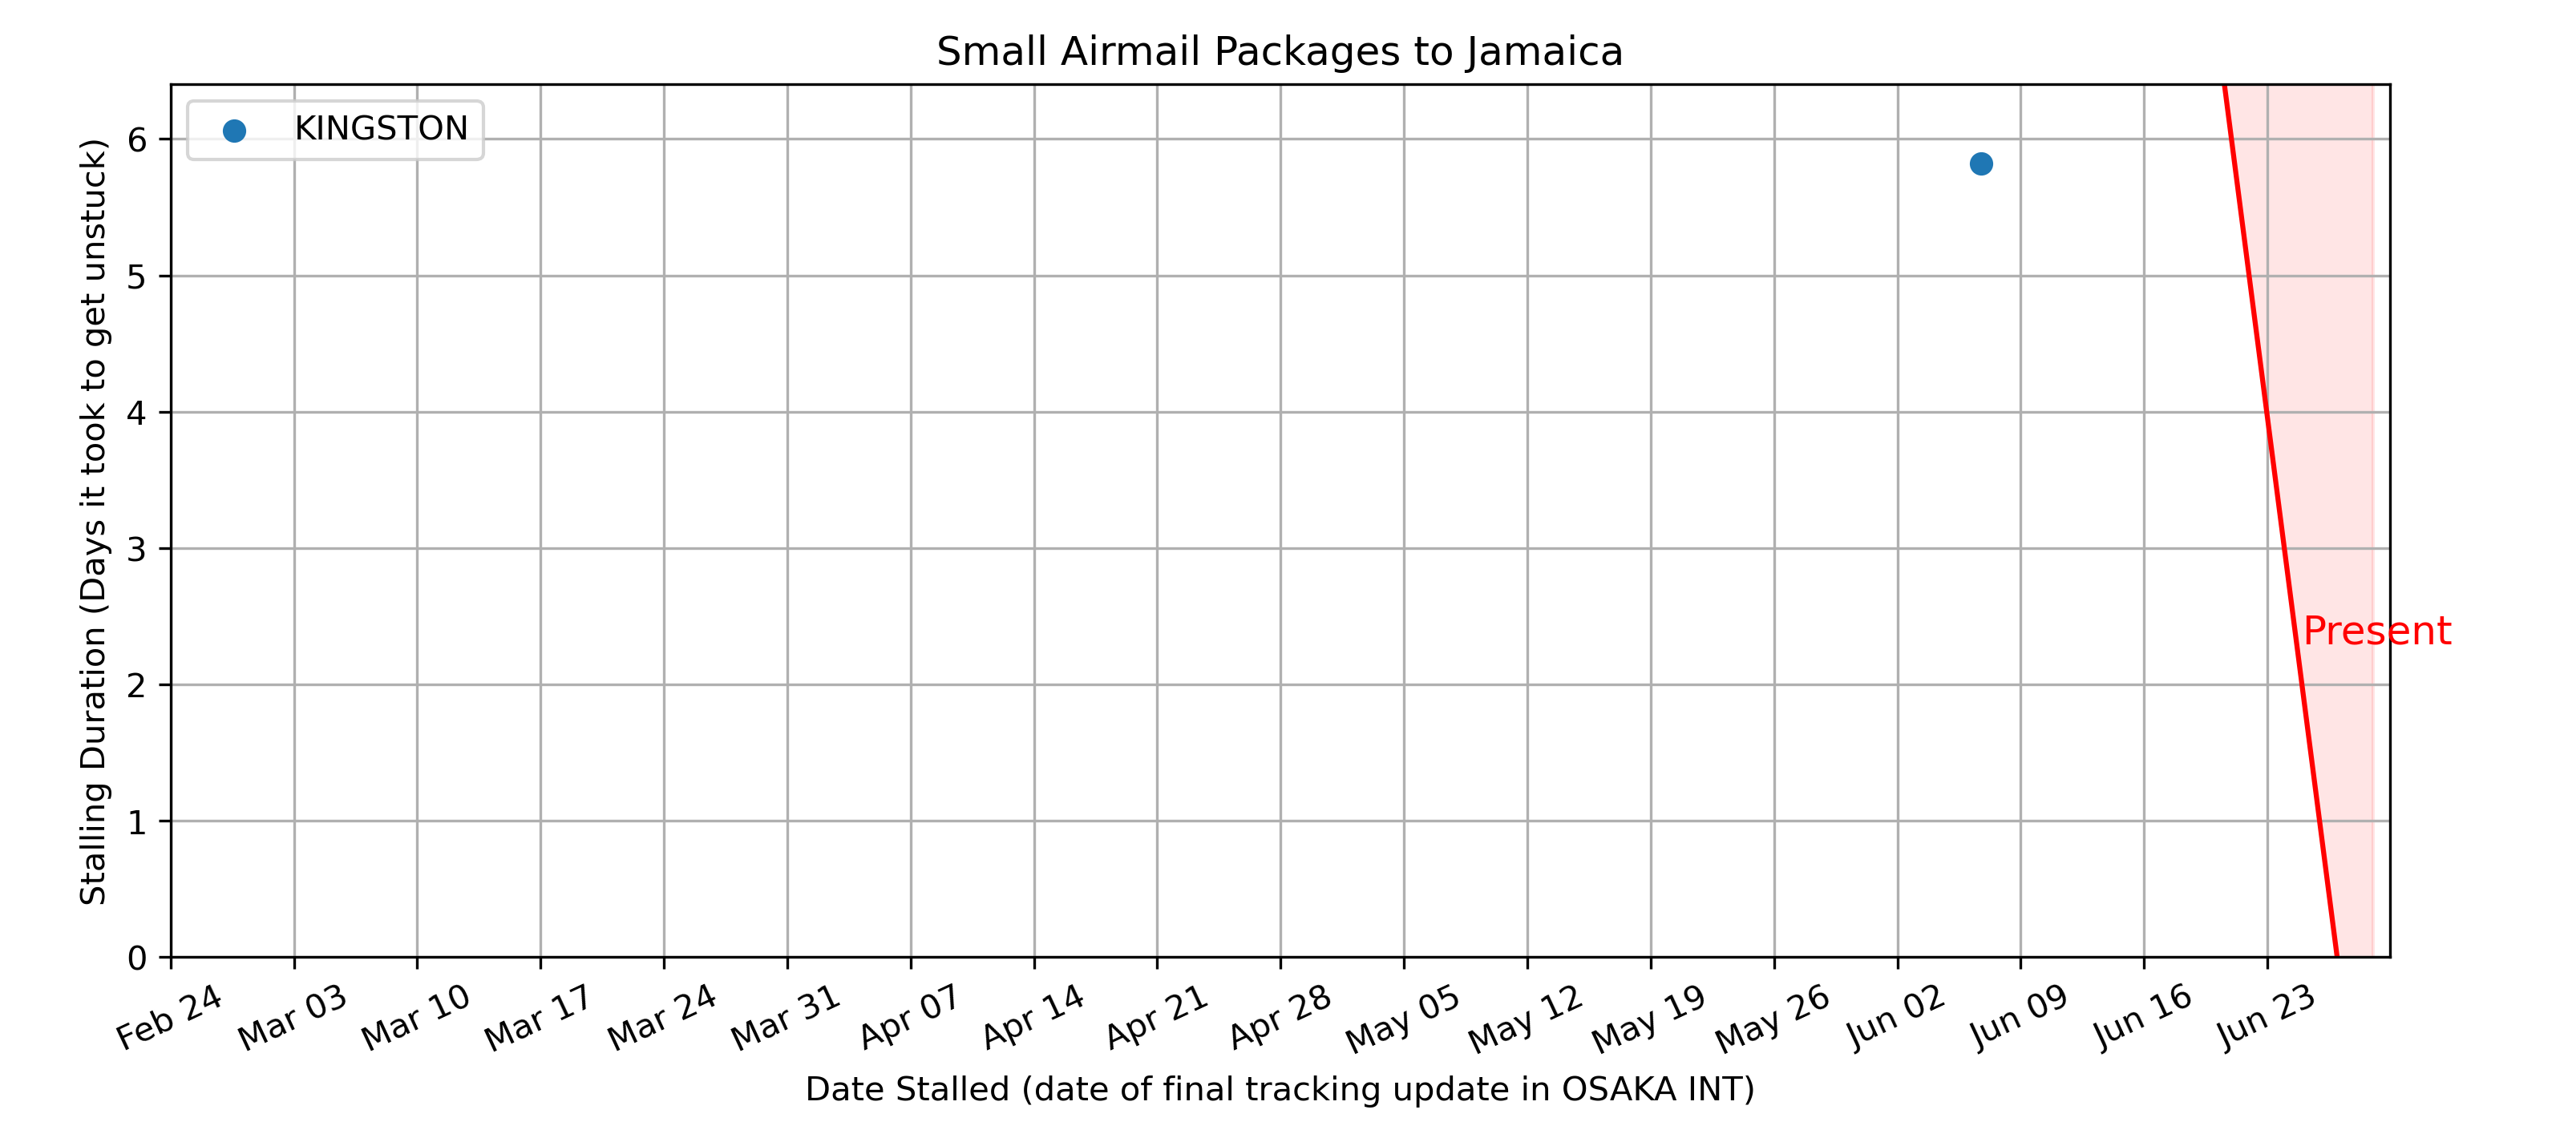 Small Airmail Packages to Jamaica
KINGSTON
Stalling Duration (Days it took to get unstuck)
6
5
4
3
2
1
0
Present
Feb 24 Mar 03 Mar 10 Mar 17 Mar 24 Mar 31 Apr 07 Apr 14 Apr 21 Apr 28 May 05 May 12 May 19 May 26 Jun 02 Jun 09 Jun 16 Jun 23
Date Stalled (date of final tracking update in OSAKA INT)